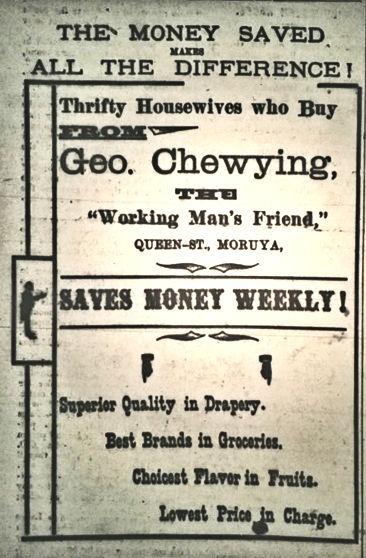 THE MONEY SAVED
MAKES
ALL THE DIFFERENCE!
Thrifty Housewives who Buy
FROM
Geo. Chewying,
THE
"Working Man's Friend,"
QUEEN-ST., MORUYA,
SAVES MONEY WEEKLY!
Superior Quality in Drapery.
Best Brands in Groceries.
Choicest Flavor in Fruits.
Lowest Price in Charge.